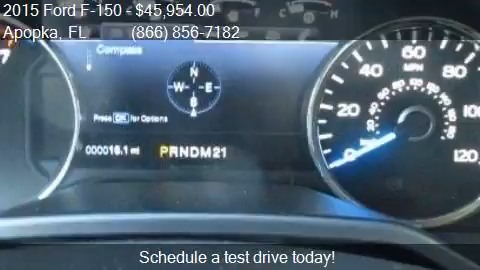 2015 Ford F-150 - $45,954.00
Apopka, FL (866) 856-7182
Compass
N
W E
S
Press OK for Options
000016.1 mi PRNDM21
0 20 40 60 80 100 120
MPH
Schedule a test drive today!